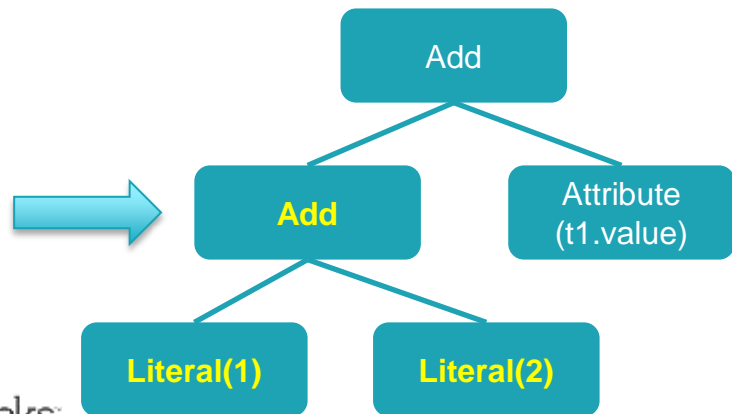 Add
Add
Attribute
(t1.value)
Literal(1)
Literal(2)